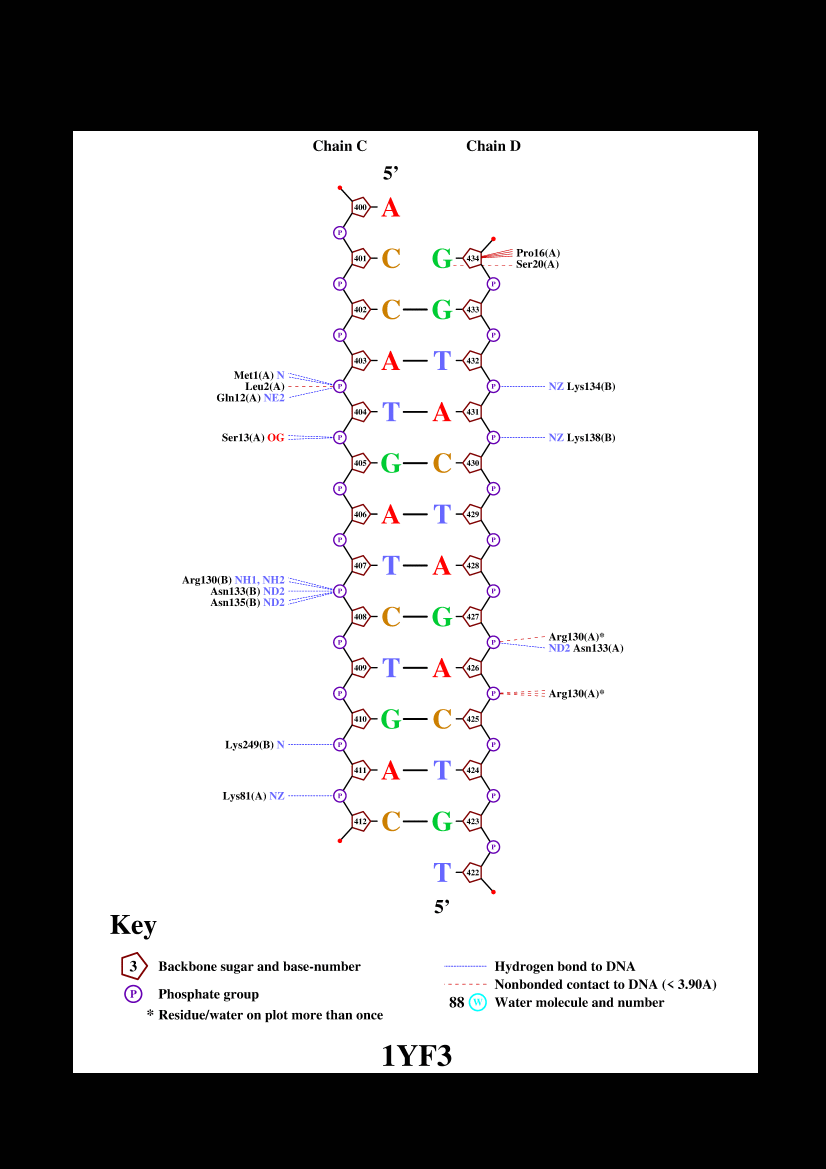 Chain C Chain D
5’
400 A
P
401 C G 434 Pro16(A)
Ser20(A)
P P
402 C G 433
P P
403 A T 432
Met1(A) N
Leu2(A) P P NZ Lys134(B)
Gln12(A) NE2
404 T A 431
Ser13(A) OG P P NZ Lys138(B)
405 G C 430
P P
406 A T 429
P P
407 T A 428
Arg130(B) NH1, NH2
Asn133(B) ND2 P P
Asn135(B) ND2
408 C G 427
Arg130(A)*
P P
ND2 Asn133(A)
409 T A 426
P P Arg130(A)*
410 G C 425
Lys249(B) N P P
411 A T 424
Lys81(A) NZ P P
412 C G 423
P
T 422
5’
Key
3 Backbone sugar and base-number
P Phosphate group
* Residue/water on plot more than once
Hydrogen bond to DNA
Nonbonded contact to DNA (< 3.90A)
88 W Water molecule and number
1YF3